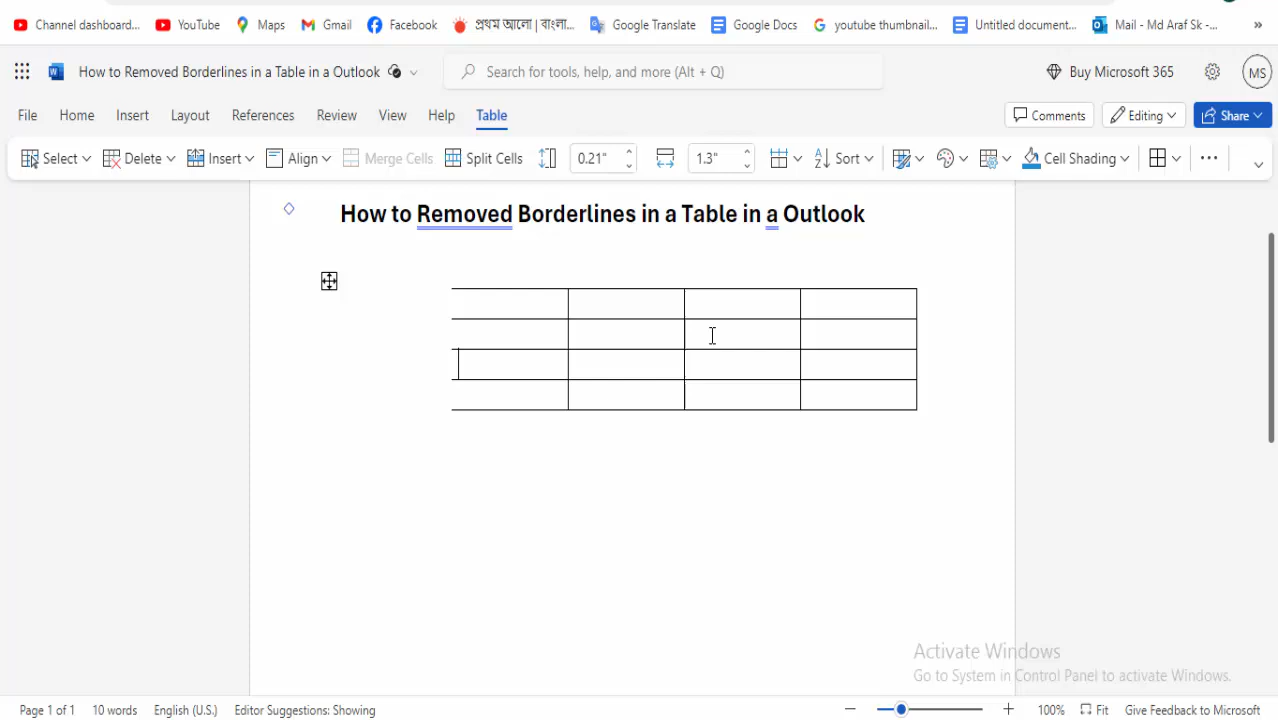 Channel dashboard... YouTube Maps Gmail Facebook প্রথম আলো | বাংলা... Google Translate Google Docs youtube thumbnail... Untitled document... Mail - Md Araf Sk -... »
How to Removed Borderlines in a Table in a Outlook Search for tools, help, and more (Alt + Q) Buy Microsoft 365 MS
File Home Insert Layout References Review View Help Table Comments Editing Share
Select Delete Insert Align Merge Cells Split Cells 0.21" 1.3" Sort Cell Shading
How to Removed Borderlines in a Table in a Outlook
Activate Windows
Go to System in Control Panel to activate Windows.
Page 1 of 1 10 words English (U.S.) Editor Suggestions: Showing 100% Fit Give Feedback to Microsoft